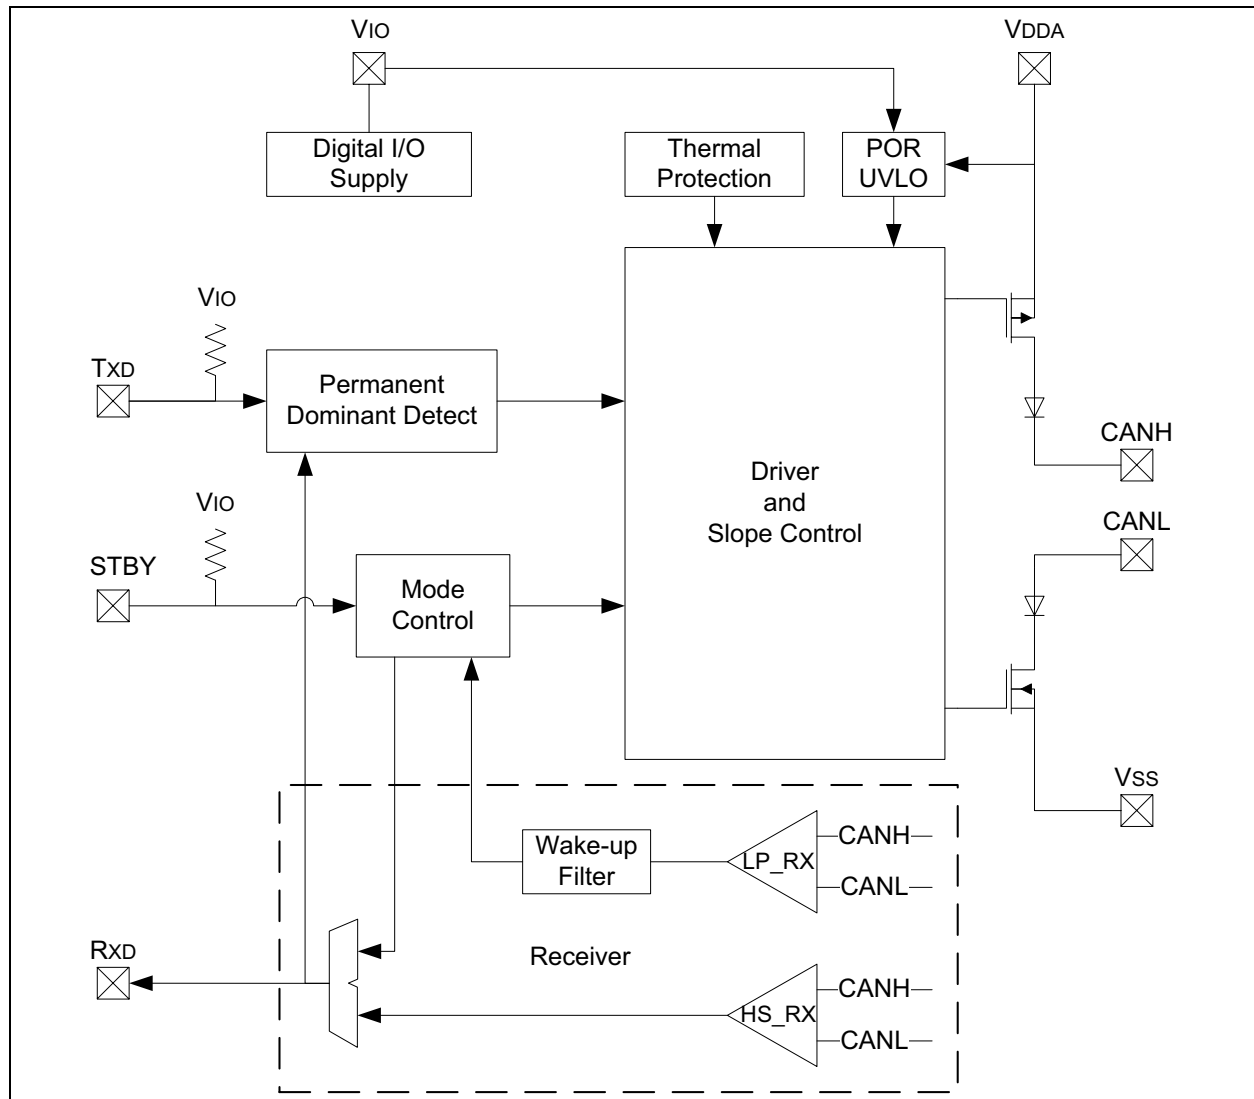 VIO
VDDA
Digital I/O
Supply
Thermal
Protection
POR
UVLO
VIO
TXD
Permanent
Dominant Detect
CANH
Driver
and
Slope Control
VIO
STBY
Mode
Control
CANL
VSS
Wake-up
Filter
LP_RX
CANH
CANL
RXD
Receiver
HS_RX
CANH
CANL